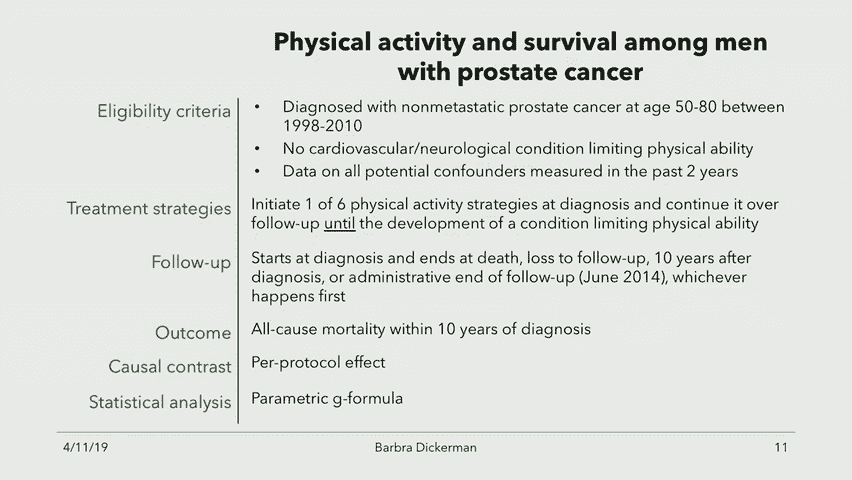 Physical activity and survival among men
with prostate cancer
Eligibility criteria
• Diagnosed with nonmetastatic prostate cancer at age 50-80 between
1998-2010
• No cardiovascular/neurological condition limiting physical ability
• Data on all potential confounders measured in the past 2 years
Treatment strategies
Initiate 1 of 6 physical activity strategies at diagnosis and continue it over
follow-up until the development of a condition limiting physical ability
Follow-up
Starts at diagnosis and ends at death, loss to follow-up, 10 years after
diagnosis, or administrative end of follow-up (June 2014), whichever
happens first
Outcome
All-cause mortality within 10 years of diagnosis
Causal contrast
Per-protocol effect
Statistical analysis
Parametric g-formula
4/11/19
Barbra Dickerman
11